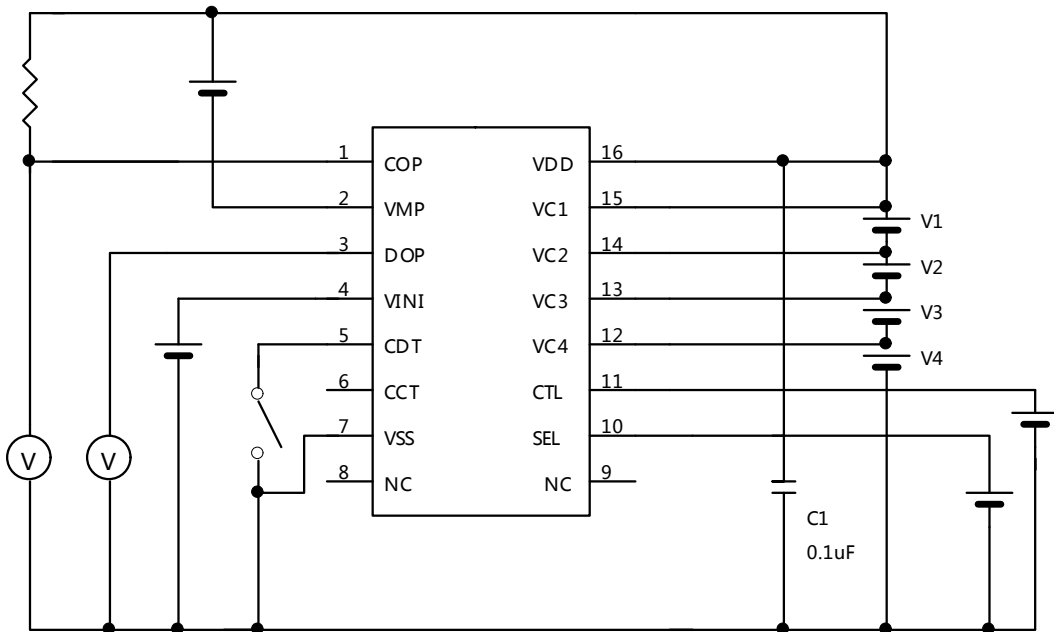 1 COP VDD 16
2 VMP VC1 15
V1
3 DOP VC2 14
V2
4 VINI VC3 13
V3
5 CDT VC4 12
V4
6 CCT CTL 11
7 VSS SEL 10
V V
8 NC NC 9
C1
0.1uF